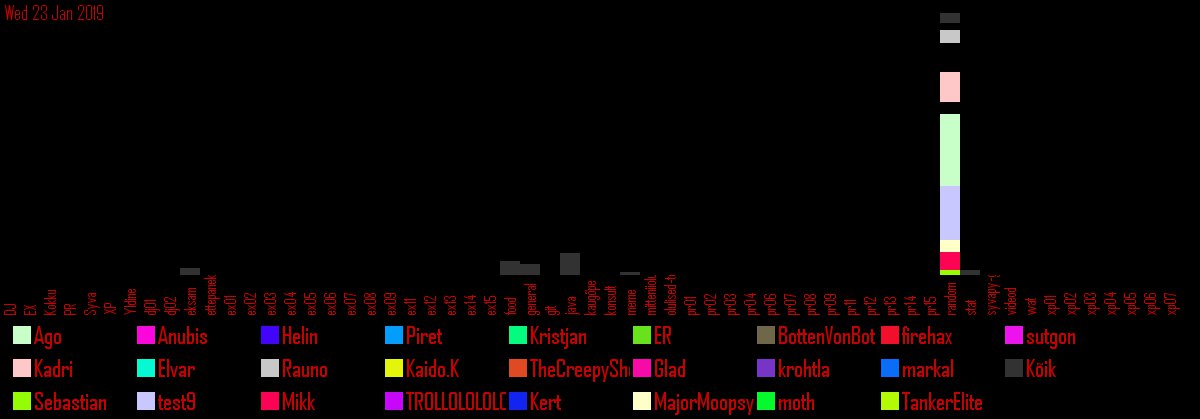 Wed 23 Jan 2019
DJ EX Kokku PR Syva XP Yldine dj01 dj02 eksam ettepanek ex01 ex02 ex03 ex04 ex05 ex06 ex07 ex08 ex09 ex11 ex12 ex13 ex14 ex15 food general git java kaugõpe konsult meme mitteriiol olulised-t pr01 pr02 pr03 pr04 pr06 pr07 pr08 pr09 pr11 pr12 pr13 pr14 pr15 random stat videod wat xp01 xp02 xp03 xp04 xp05 xp06 xp07
Ago Anubis Helin Piret Kristjan ER BottenVonBot firehax sutgon
Kadri Elvar Rauno Kaido.K TheCreepySh Glad krohtla markal Kõik
Sebastian test9 Mikk TROLLOLOLOLO Kert MajorMoopsy moth TankerElite